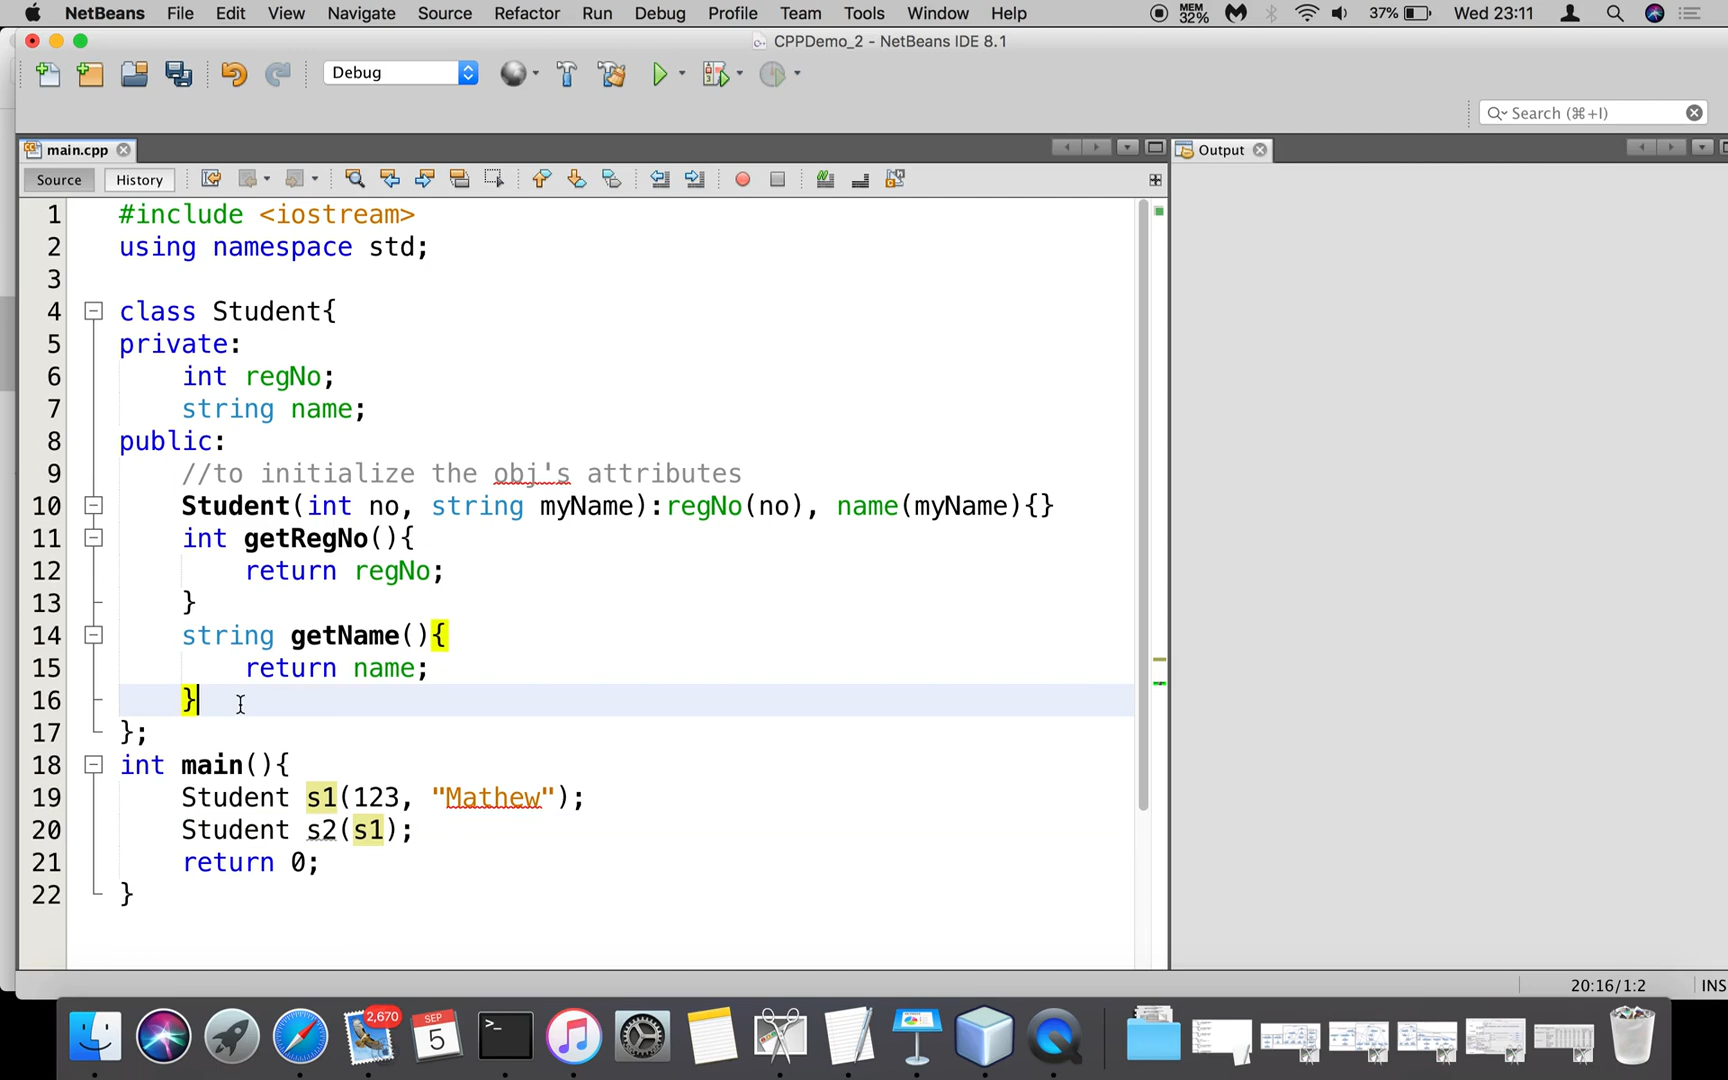 NetBeans File Edit View Navigate Source Refactor Run Debug Profile Team Tools Window Help MEM 32% 37% Wed 23:11
CPPDemo_2 - NetBeans IDE 8.1
Debug
Search (⌘+I)
main.cpp Output
Source History
1 #include <iostream>
2 using namespace std;
3
4 class Student{
5 private:
6 int regNo;
7 string name;
8 public:
9 //to initialize the obj's attributes
10 Student(int no, string myName):regNo(no), name(myName){}
11 int getRegNo(){
12 return regNo;
13 }
14 string getName(){
15 return name;
16 }
17 };
18 int main(){
19 Student s1(123, "Mathew");
20 Student s2(s1);
21 return 0;
22 }
20:16/1:2 INS
2,670
SEP
5
>_